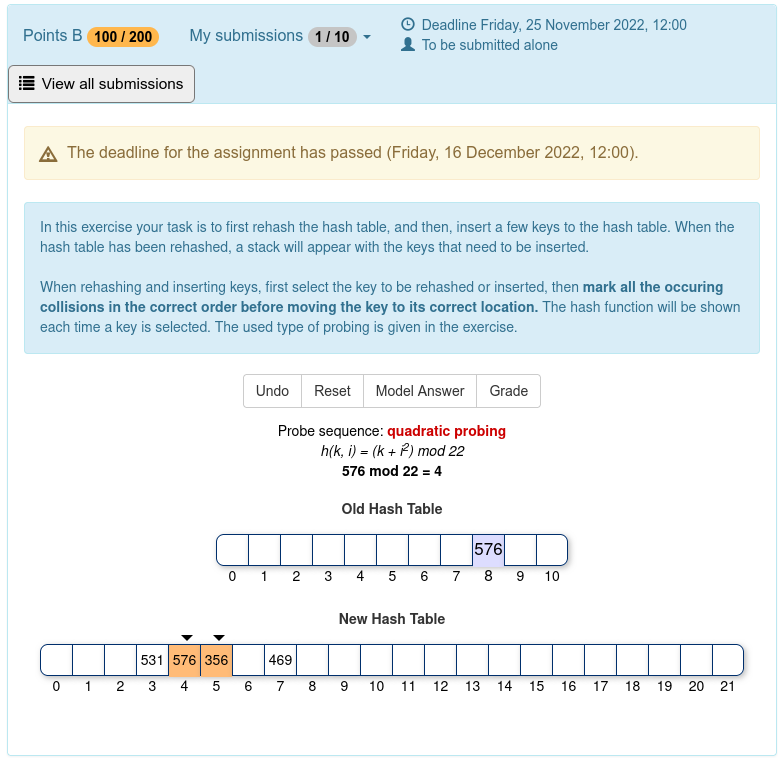 Points B 100 / 200
My submissions 1 / 10
Deadline Friday, 25 November 2022, 12:00
To be submitted alone
View all submissions
The deadline for the assignment has passed (Friday, 16 December 2022, 12:00).
In this exercise your task is to first rehash the hash table, and then, insert a few keys to the hash table. When the
hash table has been rehashed, a stack will appear with the keys that need to be inserted.
When rehashing and inserting keys, first select the key to be rehashed or inserted, then mark all the occuring
collisions in the correct order before moving the key to its correct location. The hash function will be shown
each time a key is selected. The used type of probing is given in the exercise.
Undo Reset Model Answer Grade
Probe sequence: quadratic probing
h(k, i) = (k + i²) mod 22
576 mod 22 = 4
Old Hash Table
576
0 1 2 3 4 5 6 7 8 9 10
New Hash Table
531 576 356 469
0 1 2 3 4 5 6 7 8 9 10 11 12 13 14 15 16 17 18 19 20 21